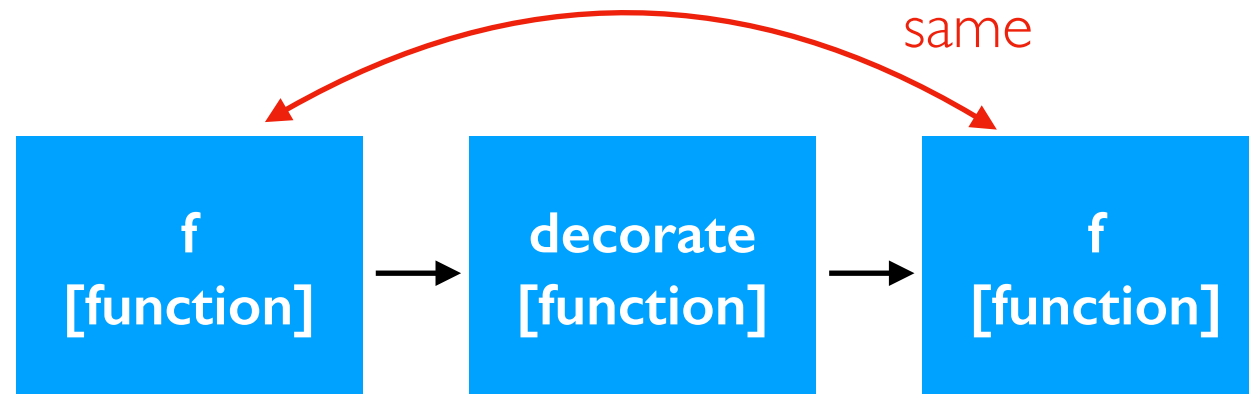 same
f
[function]
decorate
[function]
f
[function]